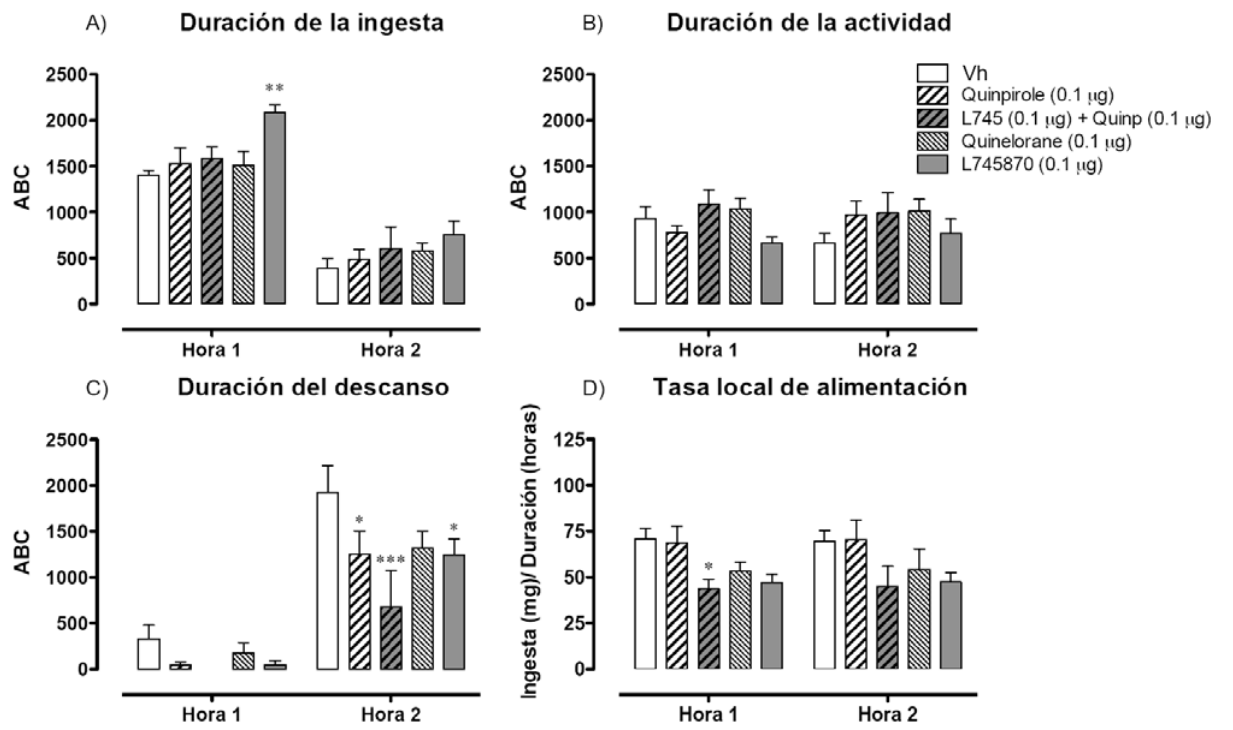 A) Duración de la ingesta
ABC
2500
2000
1500
1000
500
0
**
Hora 1 Hora 2
B) Duración de la actividad
ABC
2500
2000
1500
1000
500
0
Vh
Quinpirole (0.1 µg)
L745 (0.1 µg) + Quinp (0.1 µg)
Quinelorane (0.1 µg)
L745870 (0.1 µg)
Hora 1 Hora 2
C) Duración del descanso
ABC
2500
2000
1500
1000
500
0
*
***
*
Hora 1 Hora 2
D) Tasa local de alimentación
Ingesta (mg)/ Duración (horas)
125
100
75
50
25
0
*
Hora 1 Hora 2